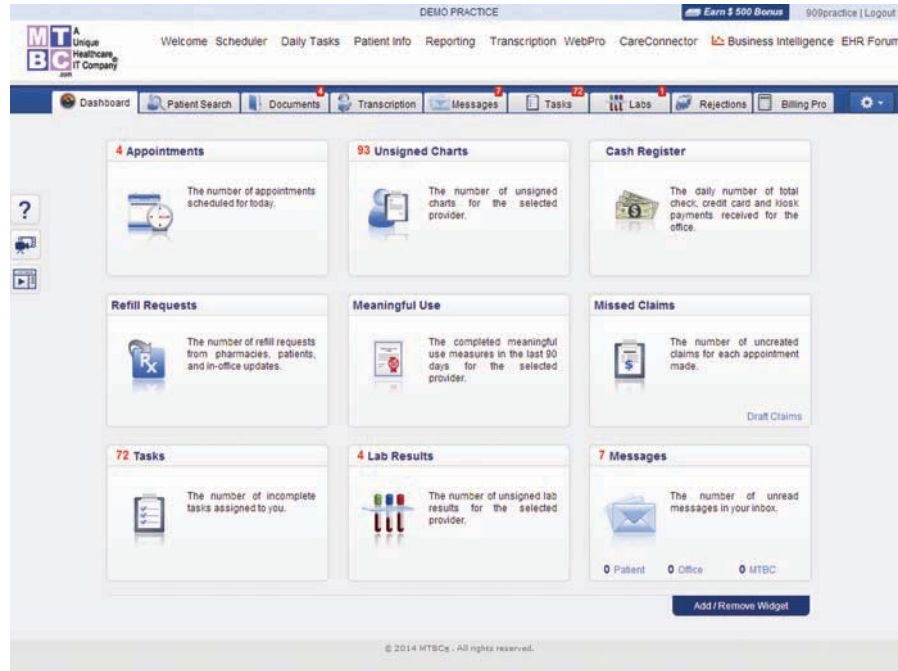 DEMO PRACTICE
Earn $ 500 Bonus
909practice | Logout
MTBC
.com
A
Unique
Healthcare
IT Company
Welcome Scheduler Daily Tasks Patient Info Reporting Transcription WebPro CareConnector Business Intelligence EHR Forum
Dashboard Patient Search Documents 4 Transcription Messages 7 Tasks 72 Labs 1 Rejections Billing Pro
4 Appointments
The number of appointments
scheduled for today.
93 Unsigned Charts
The number of unsigned
charts for the selected
provider.
Cash Register
The daily number of total
check, credit card and kiosk
payments received for the
office.
?
Refill Requests
The number of refill requests
from pharmacies, patients,
and in-office updates.
Rx
Meaningful Use
The completed meaningful
use measures in the last 90
days for the selected
provider.
Missed Claims
The number of uncreated
claims for each appointment
made.
$
Draft Claims
72 Tasks
The number of incomplete
tasks assigned to you.
4 Lab Results
The number of unsigned lab
results for the selected
provider.
7 Messages
The number of unread
messages in your inbox.
0 Patient 0 Office 0 MTBC
Add / Remove Widget
© 2014 MTBC® . All rights reserved.